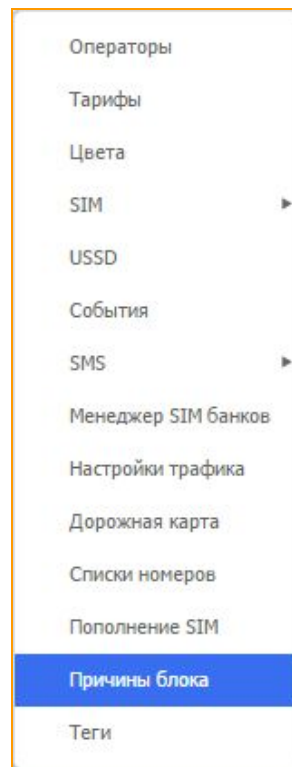 Операторы
Тарифы
Цвета
SIM
USSD
События
SMS
Менеджер SIM банков
Настройки трафика
Дорожная карта
Списки номеров
Пополнение SIM
Причины блока
Теги